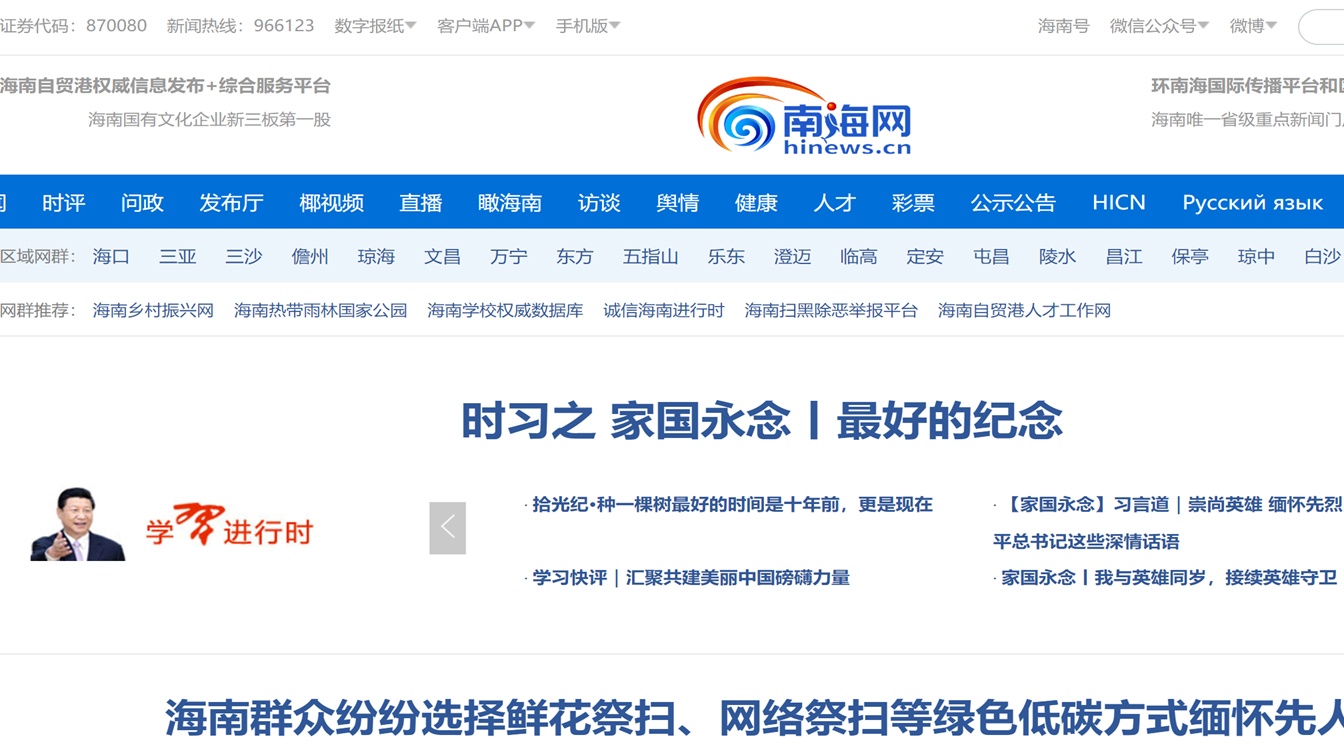 证券代码：870080 新闻热线：966123 数字报纸 客户端APP 手机版 海南号 微信公众号 微博
海南自贸港权威信息发布+综合服务平台
海南国有文化企业新三板第一股
南海网
hinews.cn
环南海国际传播平台和
海南唯一省级重点新闻门
时评 问政 发布厅 椰视频 直播 瞰海南 访谈 舆情 健康 人才 彩票 公示公告 HICN Русский язык
区域网群： 海口 三亚 三沙 儋州 琼海 文昌 万宁 东方 五指山 乐东 澄迈 临高 定安 屯昌 陵水 昌江 保亭 琼中 白沙
网群推荐： 海南乡村振兴网 海南热带雨林国家公园 海南学校权威数据库 诚信海南进行时 海南扫黑除恶举报平台 海南自贸港人才工作网
时习之 家国永念丨最好的纪念
学习进行时
·拾光纪·种一棵树最好的时间是十年前，更是现在
·学习快评｜汇聚共建美丽中国磅礴力量
·【家国永念】习言道｜崇尚英雄 缅怀先烈
平总书记这些深情话语
·家国永念丨我与英雄同岁，接续英雄守卫
海南群众纷纷选择鲜花祭扫、网络祭扫等绿色低碳方式缅怀先人